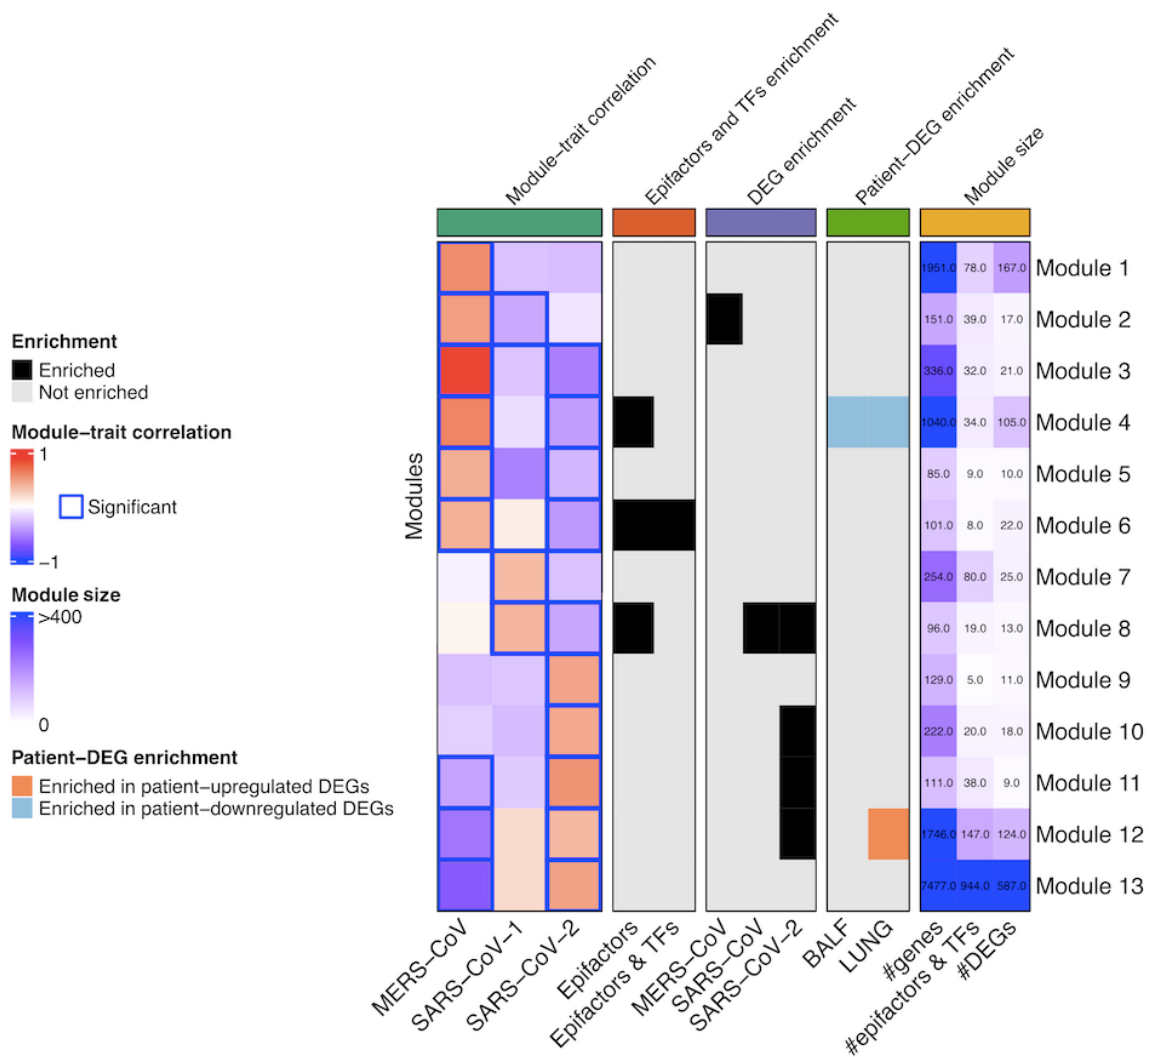 Module−trait correlation
Epifactors and TFs enrichment
DEG enrichment
Patient−DEG enrichment
Module size
Enrichment
Enriched
Not enriched
Module−trait correlation
1
Significant
−1
Module size
>400
0
Patient−DEG enrichment
Enriched in patient−upregulated DEGs
Enriched in patient−downregulated DEGs
Modules
1951.0 78.0 167.0 Module 1
151.0 39.0 17.0 Module 2
336.0 32.0 21.0 Module 3
1040.0 34.0 105.0 Module 4
85.0 9.0 10.0 Module 5
101.0 8.0 22.0 Module 6
254.0 80.0 25.0 Module 7
96.0 19.0 13.0 Module 8
129.0 5.0 11.0 Module 9
222.0 20.0 18.0 Module 10
111.0 38.0 9.0 Module 11
1746.0 147.0 124.0 Module 12
7477.0 944.0 587.0 Module 13
MERS−CoV
SARS−CoV−1
SARS−CoV−2
Epifactors
Epifactors & TFs
MERS−CoV
SARS−CoV
SARS−CoV−2
BALF
LUNG
#genes
#epifactors & TFs
#DEGs